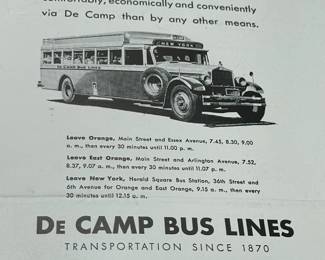 comfortably, economically and conveniently
via De Camp than by any other means.
NEW YORK
DE CAMP BUS LINES
Leave Orange, Main Street and Essex Avenue, 7.45, 8.30, 9.00
a. m., then every 30 minutes until 11.00 p. m.
Leave East Orange, Main Street and Arlington Avenue, 7.52,
8.37, 9.07 a. m., then every 30 minutes until 11.07 p. m.
Leave New York, Herald Square Bus Station, 36th Street and
6th Avenue for Orange and East Orange, 9.15 a. m., then every
30 minutes until 12.15 a. m.
DE CAMP BUS LINES
TRANSPORTATION SINCE 1870